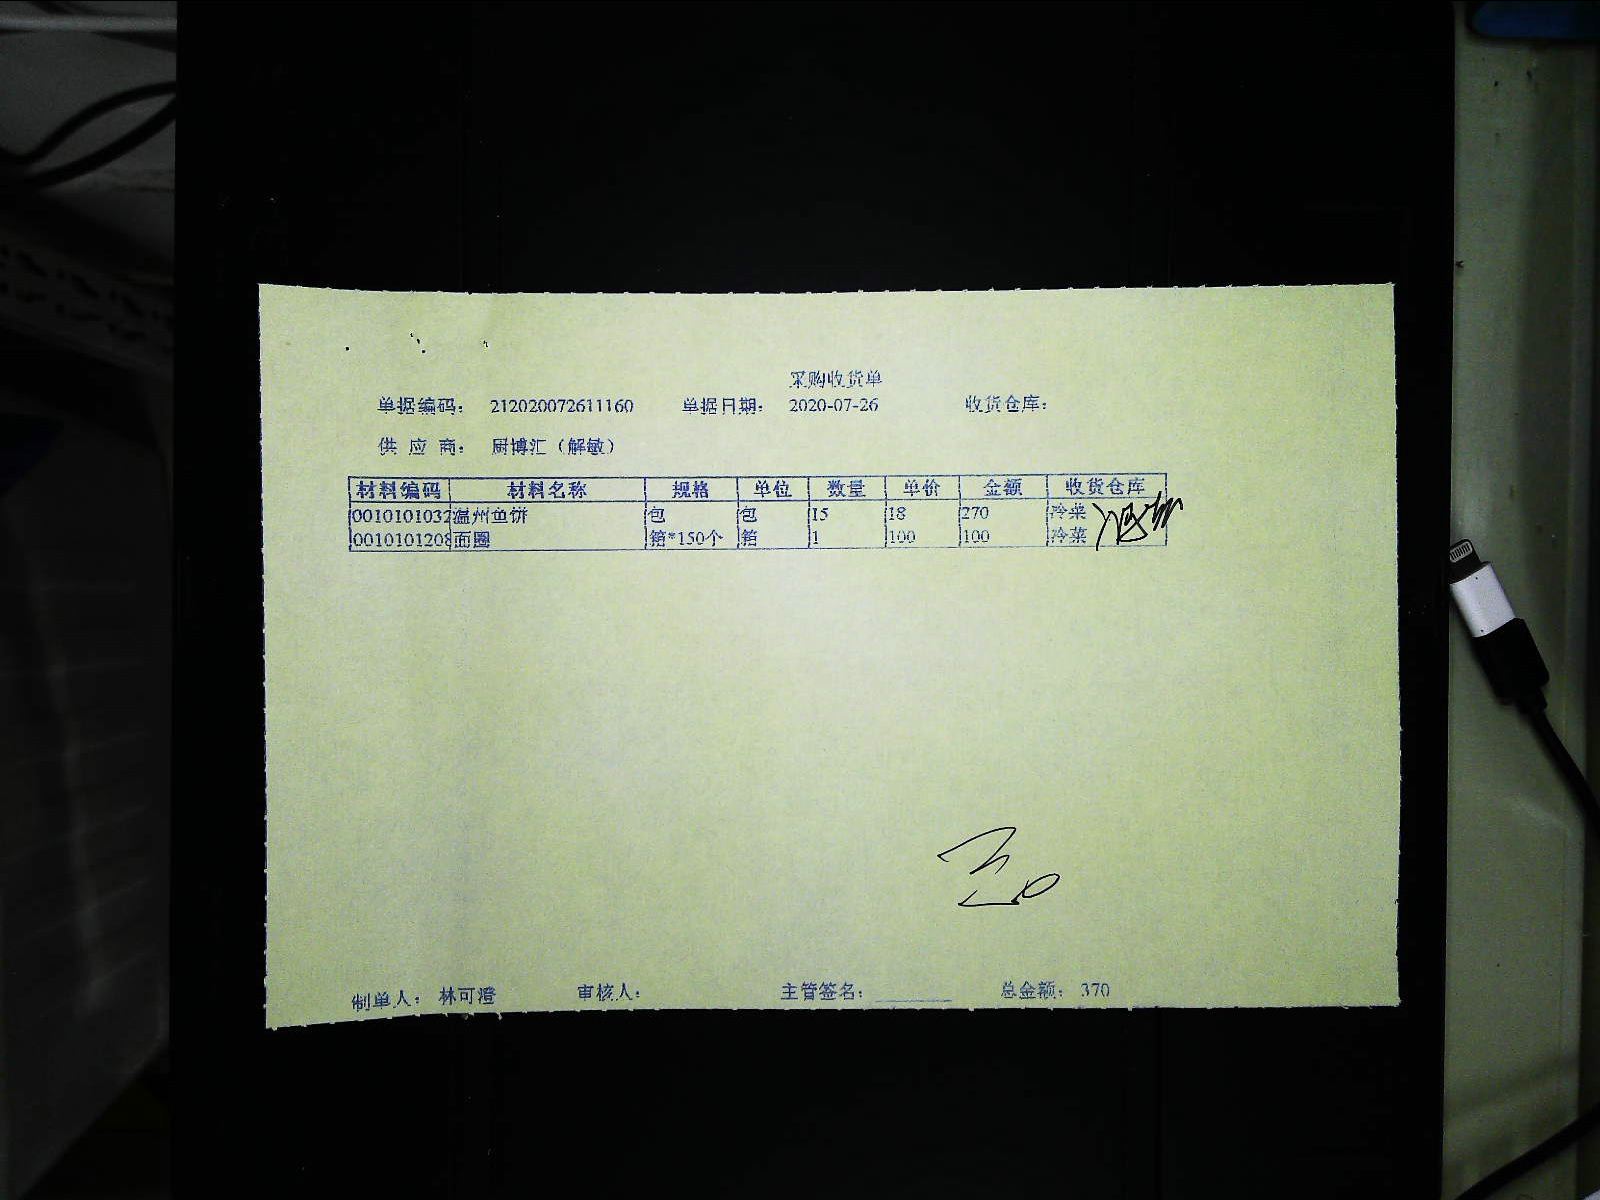 采购收货单
单据编码： 212020072611160 单据日期： 2020-07-26 收货仓库：
供 应 商： 厨博汇（解敏）
材料编码 材料名称 规格 单位 数量 单价 金额 收货仓库
0010101032 温州鱼饼 包 包 15 18 270 冷菜
0010101208 面圈 箱*150个 箱 1 100 100 冷菜
制单人： 林可澄 审核人： 主管签名： 总金额： 370